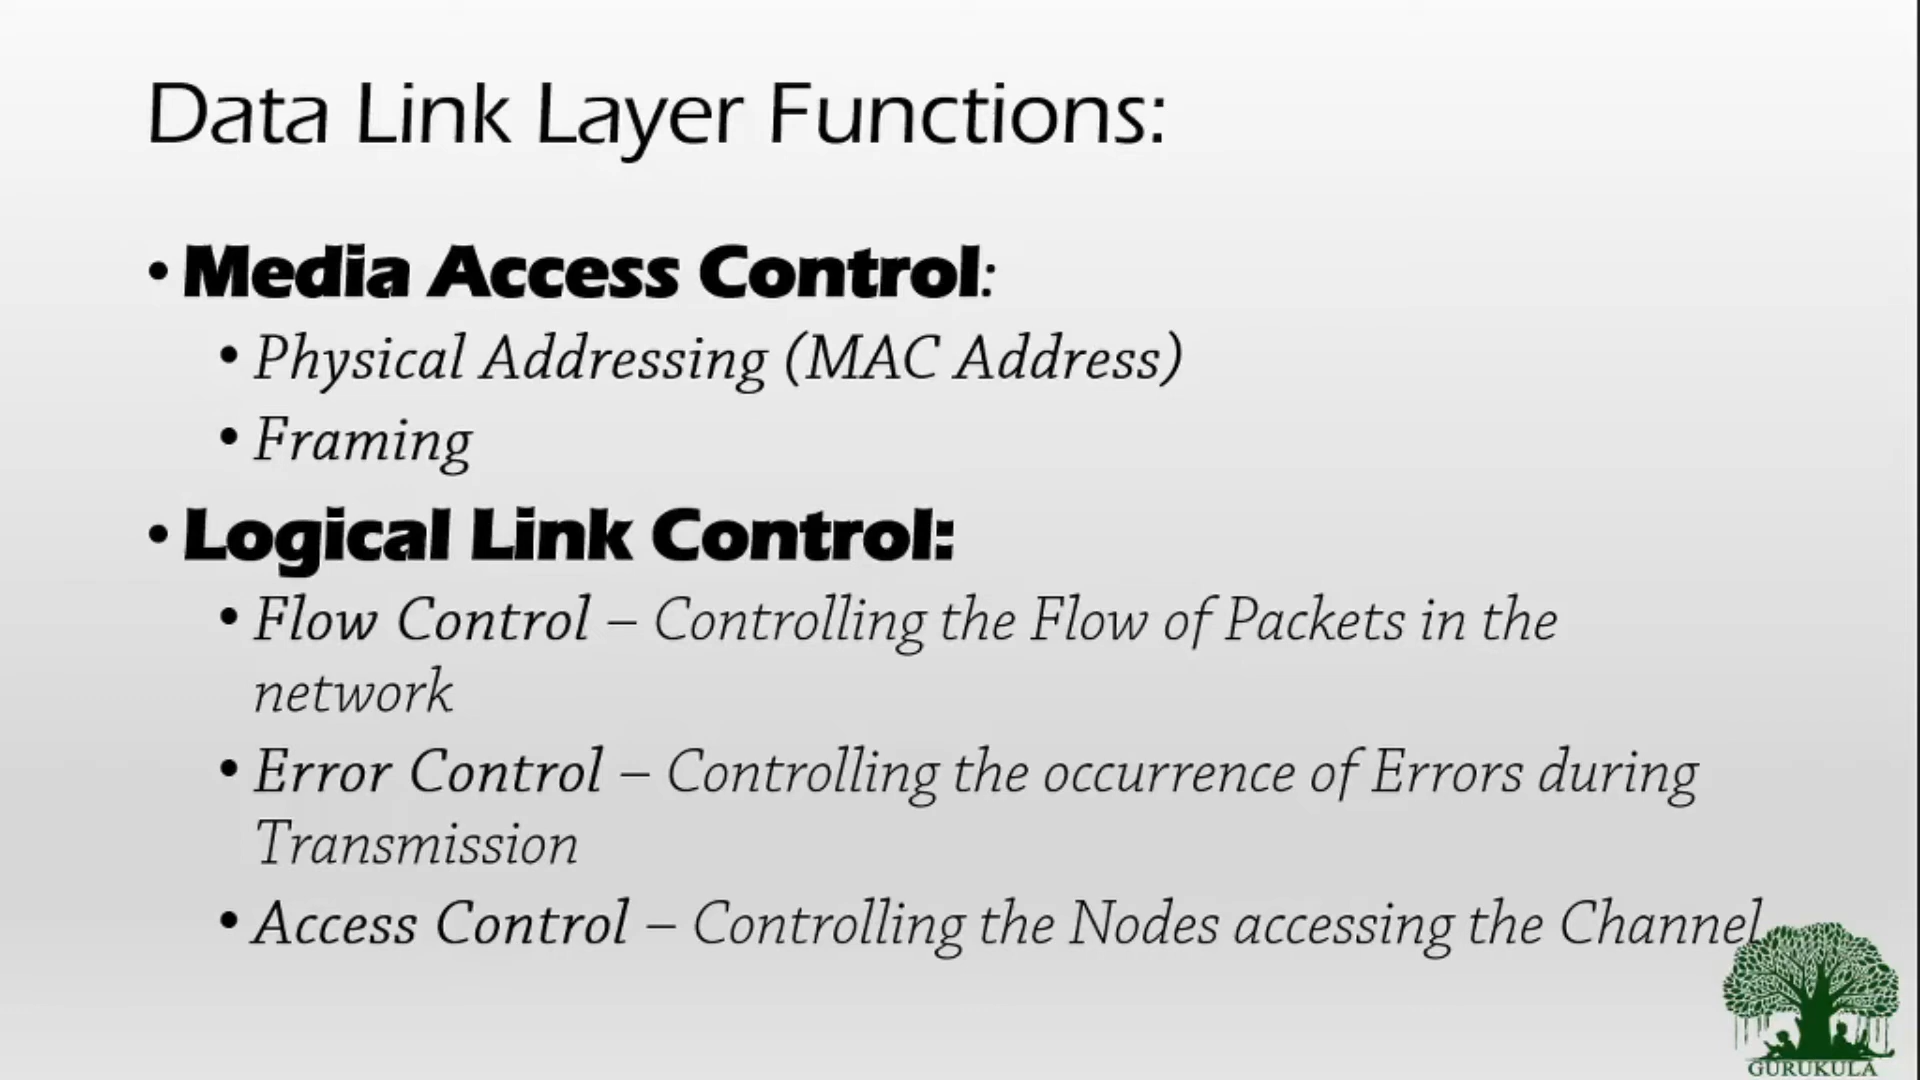 Data Link Layer Functions:
• Media Access Control:
• Physical Addressing (MAC Address)
• Framing
• Logical Link Control:
• Flow Control – Controlling the Flow of Packets in the
network
• Error Control – Controlling the occurrence of Errors during
Transmission
• Access Control – Controlling the Nodes accessing the Channel
GURUKULA